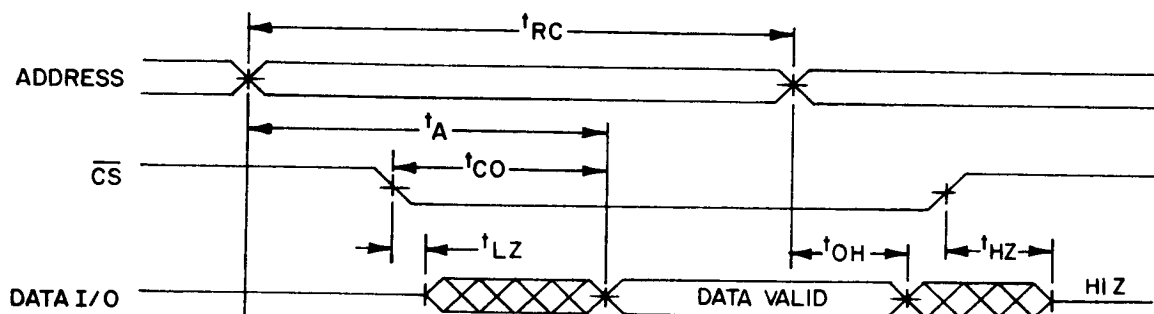 tRC
ADDRESS
tA
CS
tCO
tLZ
tOH
tHZ
DATA I/O
DATA VALID
HI Z